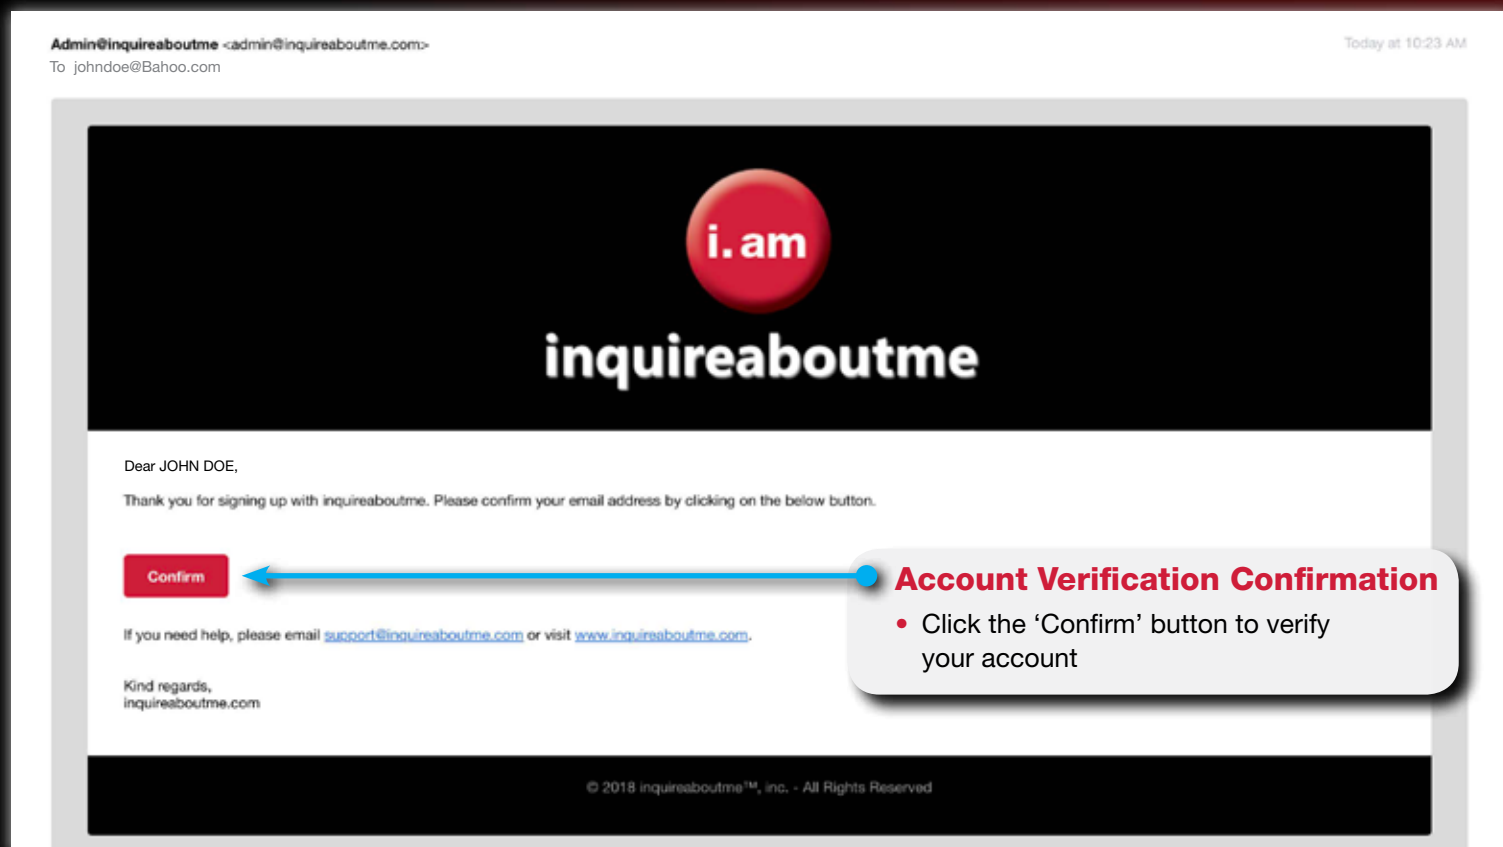 Admin@inquireaboutme <admin@inquireaboutme.com>
Today at 10:23 AM
To johndoe@Bahoo.com
i.am
inquireaboutme
Dear JOHN DOE,
Thank you for signing up with inquireaboutme. Please confirm your email address by clicking on the below button.
Confirm
Account Verification Confirmation
• Click the ‘Confirm’ button to verify
your account
If you need help, please email support@inquireaboutme.com or visit www.inquireaboutme.com.
Kind regards,
inquireaboutme.com
© 2018 inquireaboutme™, inc. - All Rights Reserved